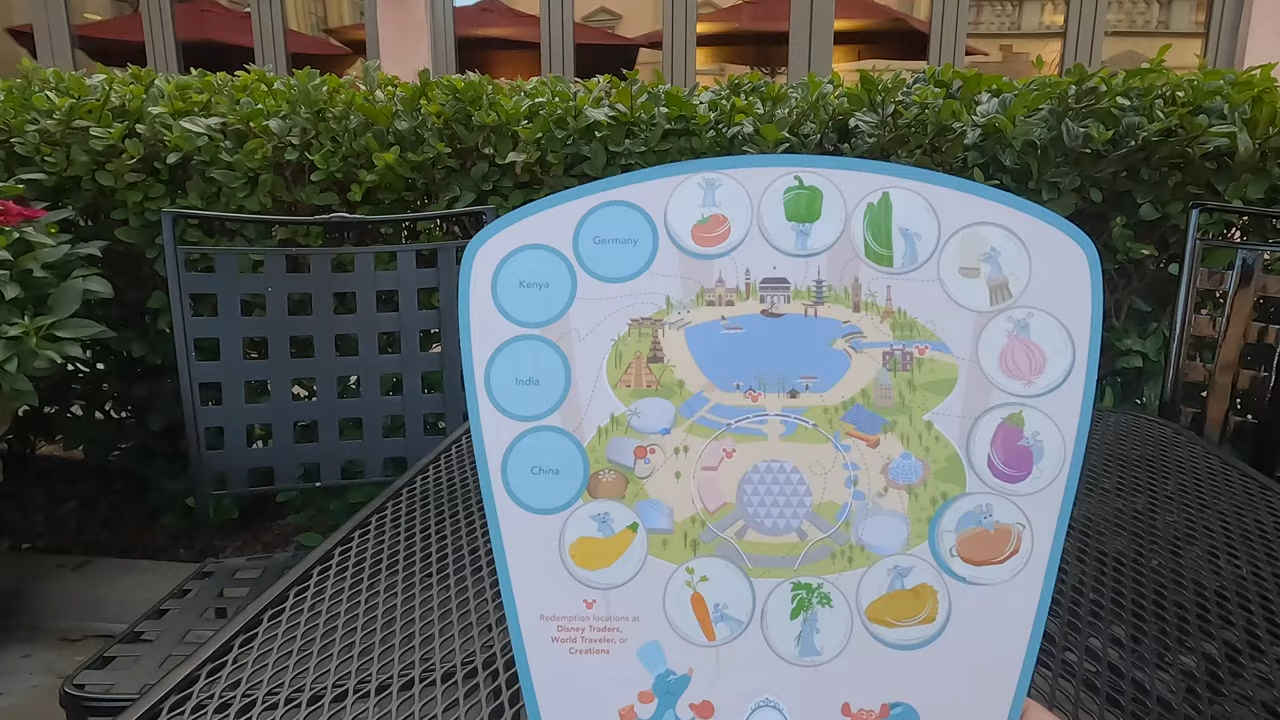 Germany
Kenya
India
China
Redemption locations at
Disney Traders,
World Traveler, or
Creations